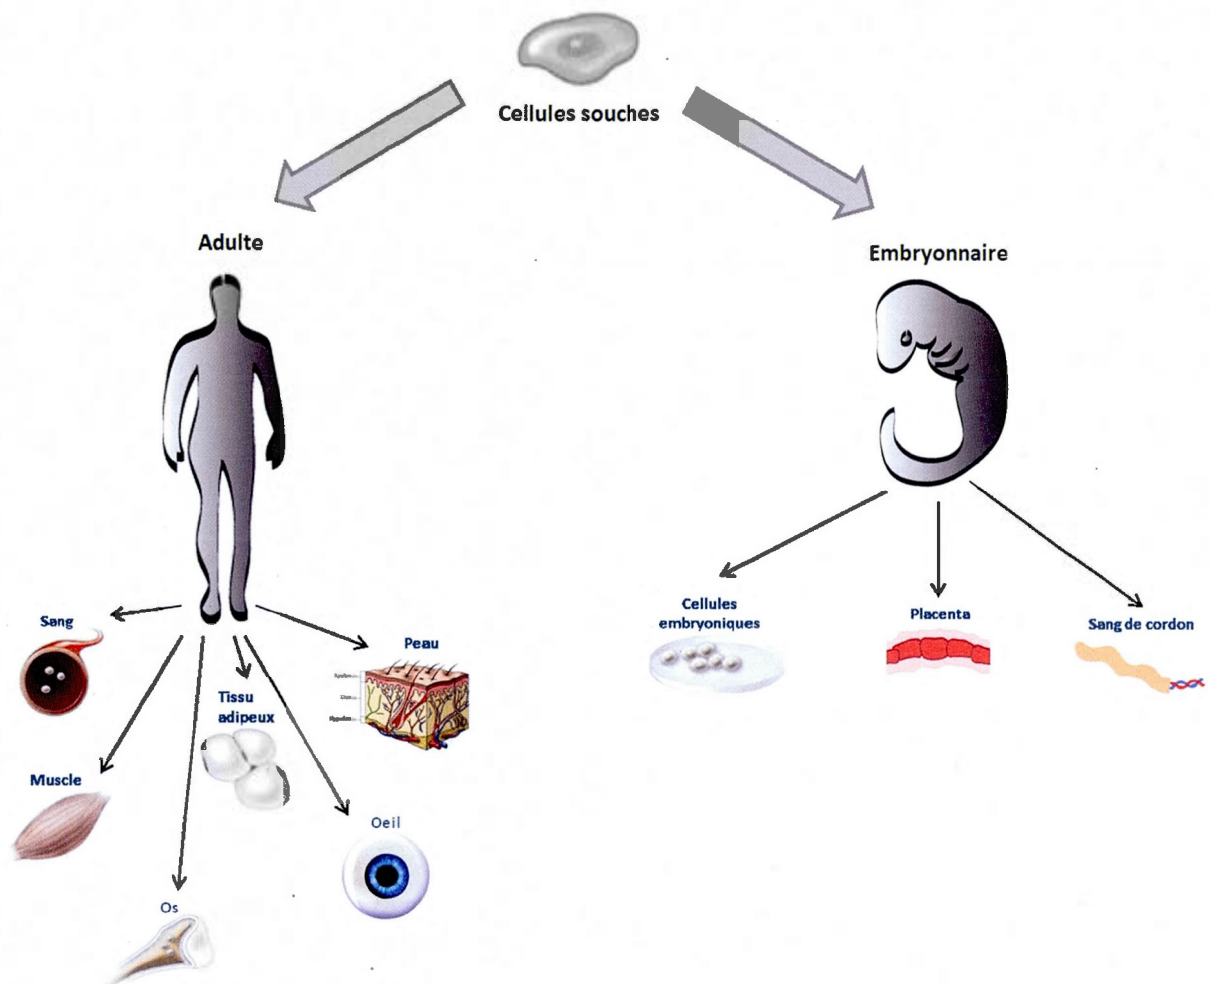 Cellules souches
Adulte
Embryonnaire
Sang
Peau
Tissu
adipeux
Muscle
Oeil
Os
Cellules
embryoniques
Placenta
Sang de cordon